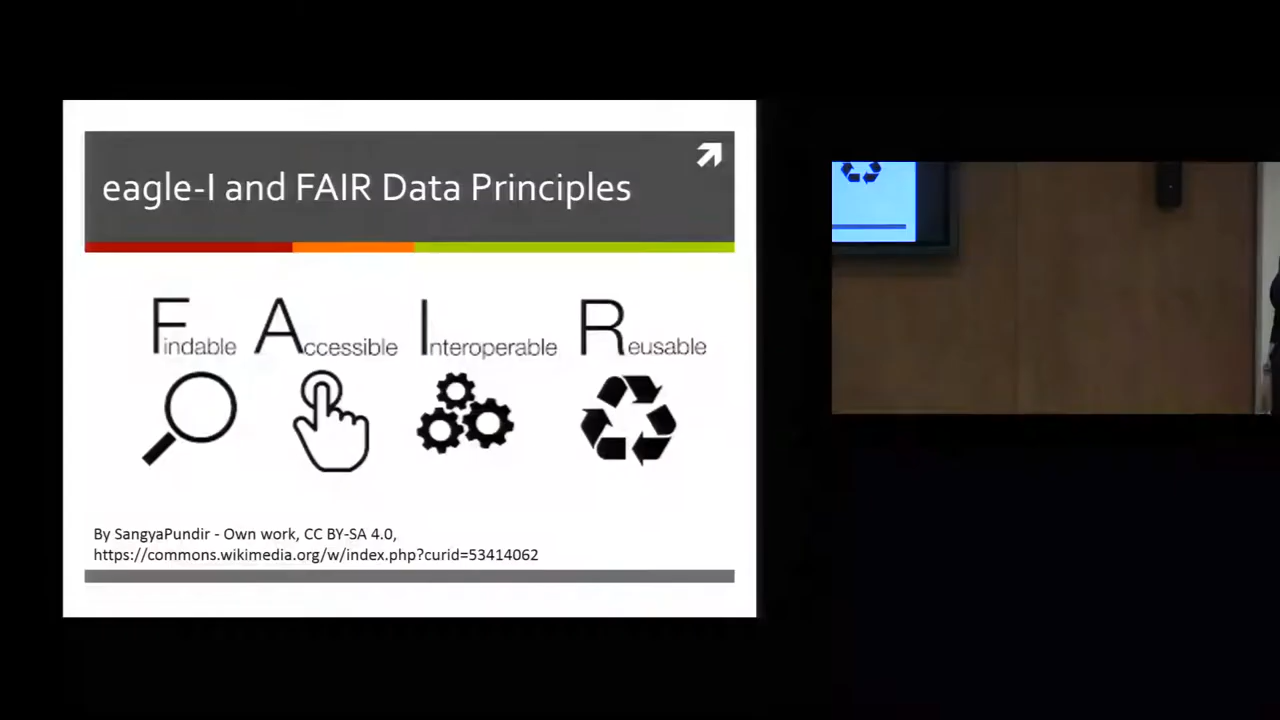 eagle-I and FAIR Data Principles
Findable Accessible Interoperable Reusable
By SangyaPundir - Own work, CC BY-SA 4.0,
https://commons.wikimedia.org/w/index.php?curid=53414062